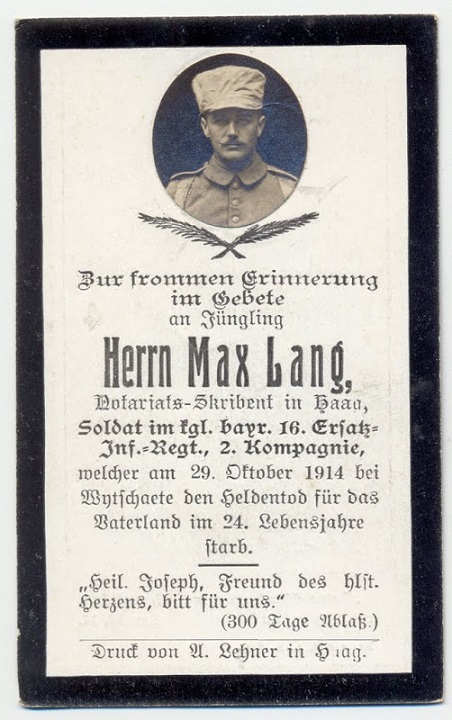 Zur frommen Erinnerung
im Gebete
an Jüngling
Herrn Max Lang,
Notariats-Skribent in Haag,
Soldat im kgl. bayr. 16. Ersatz-
Inf.-Regt., 2. Kompagnie,
welcher am 29. Oktober 1914 bei
Wytschaete den Heldentod für das
Vaterland im 24. Lebensjahre
starb.
„Heil. Joseph, Freund des hlst.
Herzens, bitt für uns.“
(300 Tage Ablaß.)
Druck von A. Lehner in Haag.